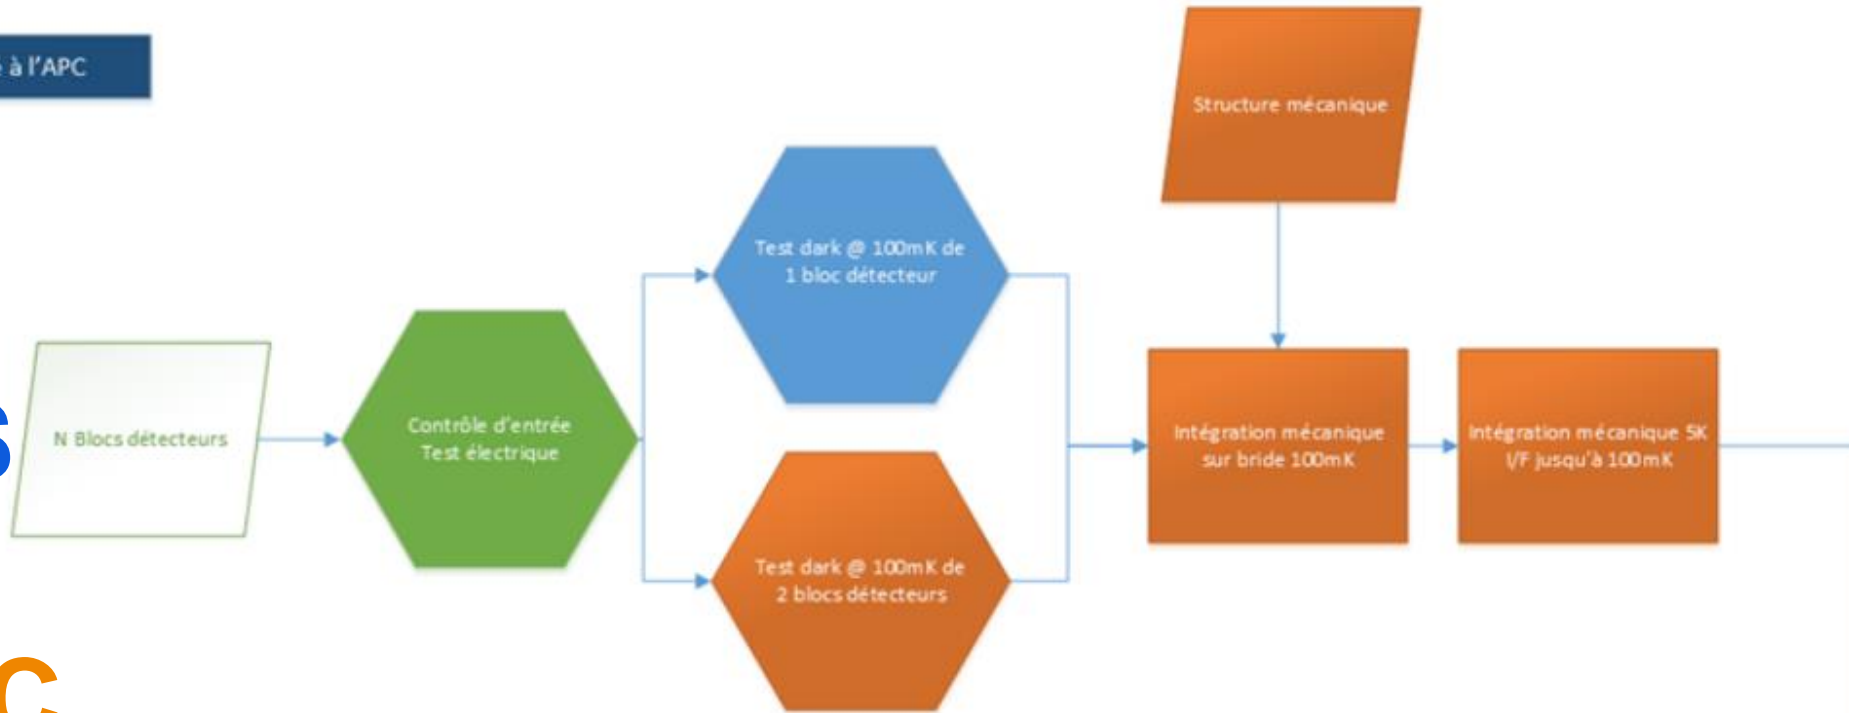 à l'APC
Structure mécanique
Test dark @ 100mK de
1 bloc détecteur
N Blocs détecteurs
Contrôle d'entrée
Test électrique
Intégration mécanique
sur bride 100mK
Intégration mécanique 5K
I/F jusqu'à 100mK
Test dark @ 100mK de
2 blocs détecteurs
C